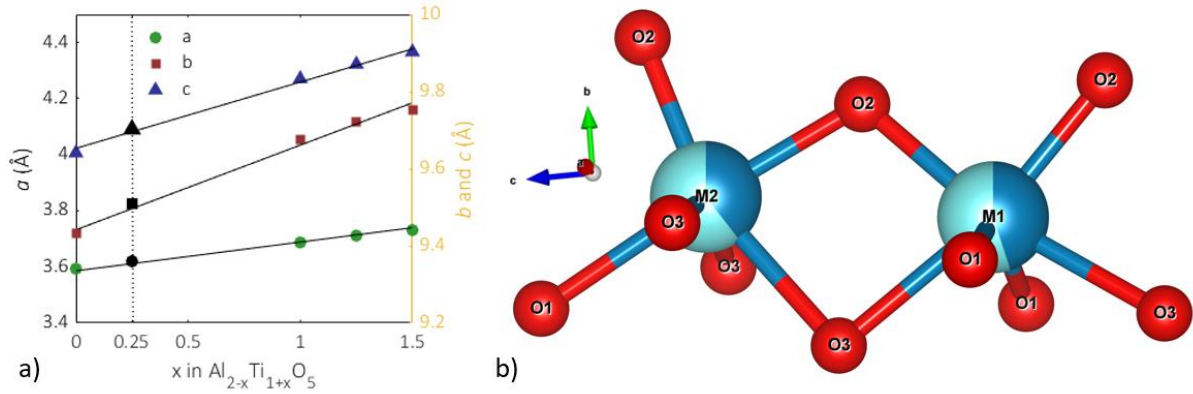 4.4
4.2
4
3.8
3.6
3.4
a (Å)
a
b
c
10
9.8
9.6
9.4
9.2
b and c (Å)
0
0.25
0.5
1
1.5
x in Al₂₋ₓTi₁₊ₓO₅
a)
b
a
c
O2
O2
O2
M2
M1
O3
O1
O3
O1
O1
O3
O3
b)